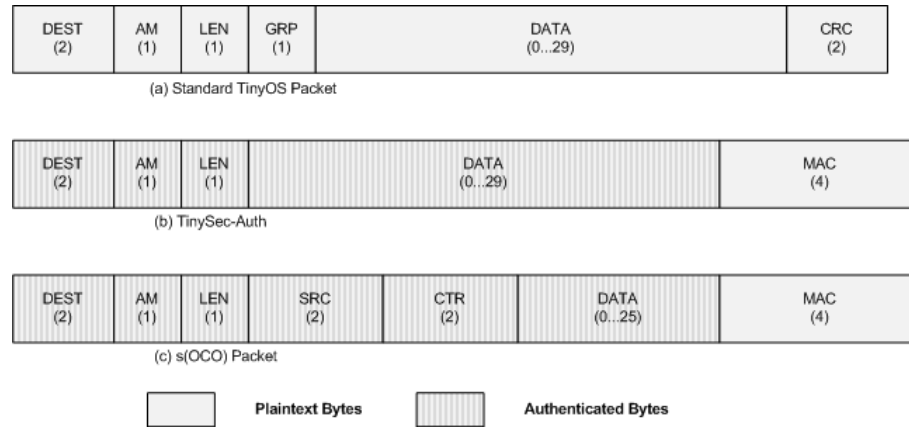 DEST AM LEN GRP DATA CRC
(2) (1) (1) (1) (0...29) (2)
(a) Standard TinyOS Packet
DEST AM LEN DATA MAC
(2) (1) (1) (0...29) (4)
(b) TinySec-Auth
DEST AM LEN SRC CTR DATA MAC
(2) (1) (1) (2) (2) (0...25) (4)
(c) s(OCO) Packet
Plaintext Bytes Authenticated Bytes